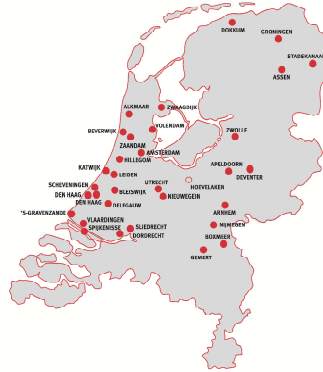 DOKKUM
GRONINGEN
STADSKANAAL
ASSEN
ALKMAAR
ZWAAGDIJK
BEVERWIJK
VOLENDAM
ZWOLLE
ZAANDAM
AMSTERDAM
HILLEGOM
KATWIJK
LEIDEN
APELDOORN
DEVENTER
UTRECHT
HOEVELAKEN
SCHEVENINGEN
BLEISWIJK
NIEUWEGEIN
DEN HAAG
DEN HAAG
DELFGAUW
ARNHEM
'S-GRAVENZANDE
VLAARDINGEN
SPIJKENISSE
SLIEDRECHT
DORDRECHT
NIJMEGEN
BOXMEER
GEMERT